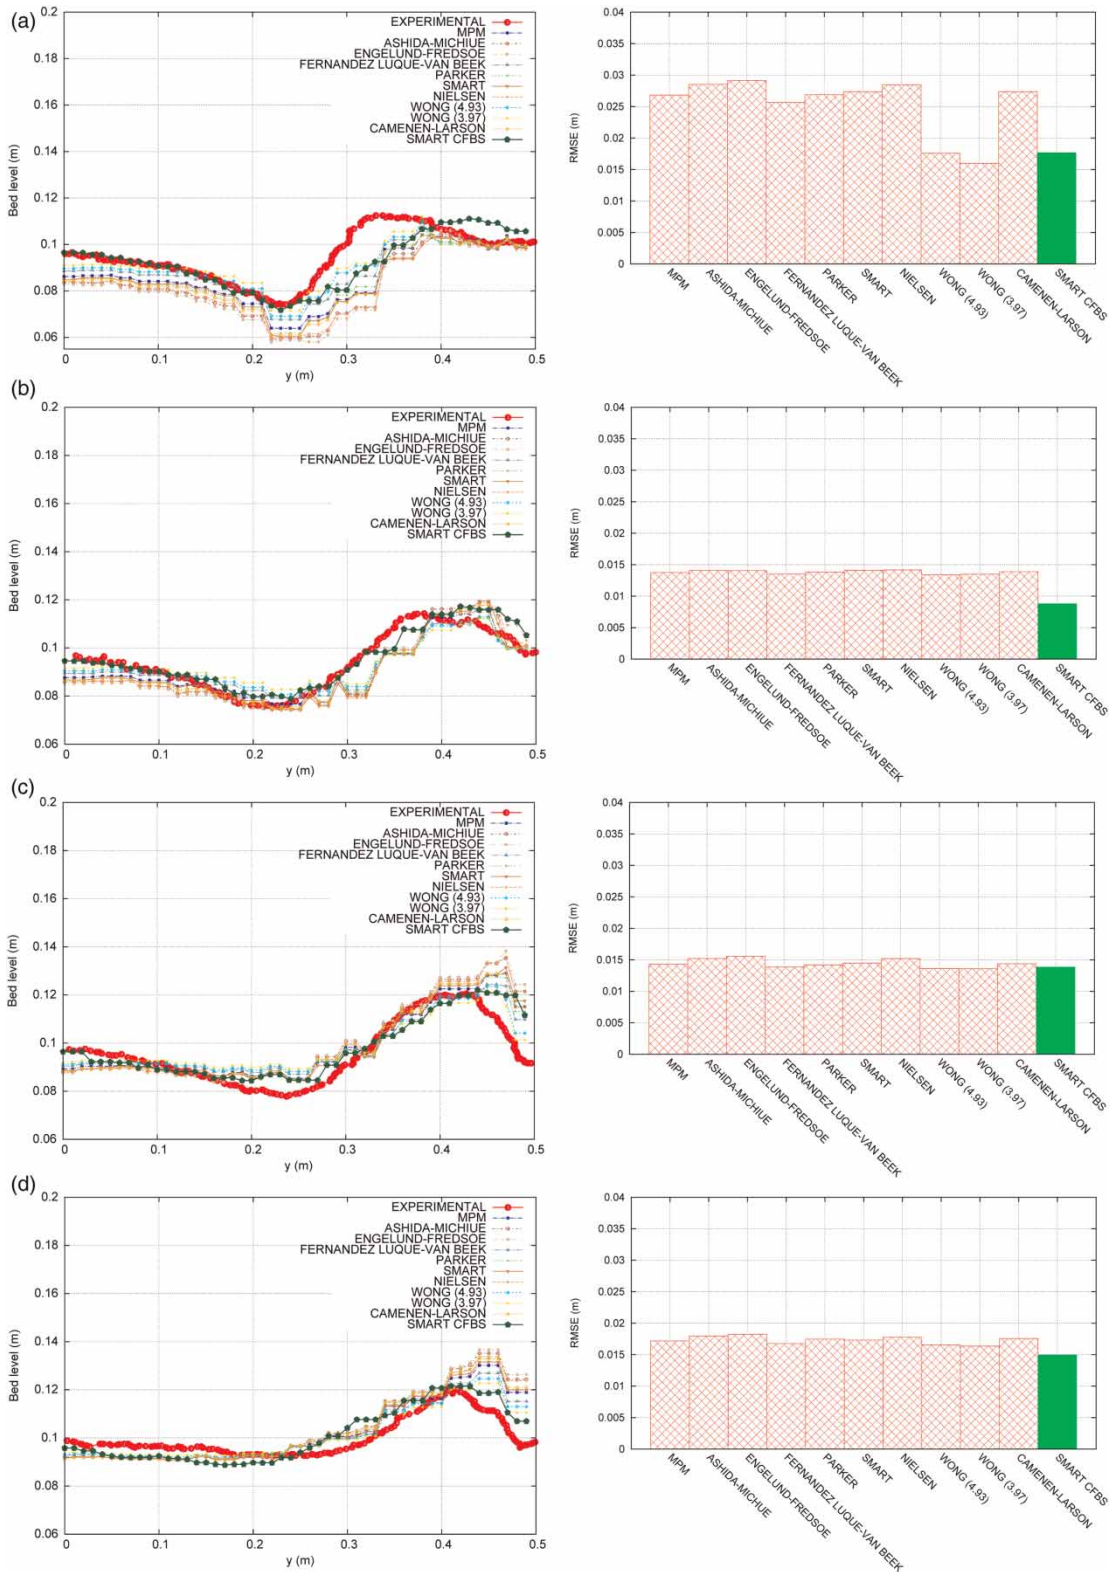 (a)
0.2
0.18
0.16
0.14
0.12
0.1
0.08
0.06
Bed level (m)
EXPERIMENTAL
MPM
ASHIDA-MICHIUE
ENGELUND-FREDSOE
FERNANDEZ LUQUE-VAN BEEK
PARKER
SMART
NIELSEN
WONG (4.93)
WONG (3.97)
CAMENEN-LARSON
SMART CFBS
0 0.1 0.2 0.3 0.4 0.5
y (m)
0.04
0.035
0.03
0.025
0.02
0.015
0.01
0.005
0
RMSE (m)
MPM
ASHIDA-MICHIUE
ENGELUND-FREDSOE
FERNANDEZ LUQUE-VAN BEEK
PARKER
SMART
NIELSEN
WONG (4.93)
WONG (3.97)
CAMENEN-LARSON
SMART CFBS
(b)
0.2
0.18
0.16
0.14
0.12
0.1
0.08
0.06
Bed level (m)
EXPERIMENTAL
MPM
ASHIDA-MICHIUE
ENGELUND-FREDSOE
FERNANDEZ LUQUE-VAN BEEK
PARKER
SMART
NIELSEN
WONG (4.93)
WONG (3.97)
CAMENEN-LARSON
SMART CFBS
0 0.1 0.2 0.3 0.4 0.5
y (m)
0.04
0.035
0.03
0.025
0.02
0.015
0.01
0.005
0
RMSE (m)
MPM
ASHIDA-MICHIUE
ENGELUND-FREDSOE
FERNANDEZ LUQUE-VAN BEEK
PARKER
SMART
NIELSEN
WONG (4.93)
WONG (3.97)
CAMENEN-LARSON
SMART CFBS
(c)
0.2
0.18
0.16
0.14
0.12
0.1
0.08
0.06
Bed level (m)
EXPERIMENTAL
MPM
ASHIDA-MICHIUE
ENGELUND-FREDSOE
FERNANDEZ LUQUE-VAN BEEK
PARKER
SMART
NIELSEN
WONG (4.93)
WONG (3.97)
CAMENEN-LARSON
SMART CFBS
0 0.1 0.2 0.3 0.4 0.5
y (m)
0.04
0.035
0.03
0.025
0.02
0.015
0.01
0.005
0
RMSE (m)
MPM
ASHIDA-MICHIUE
ENGELUND-FREDSOE
FERNANDEZ LUQUE-VAN BEEK
PARKER
SMART
NIELSEN
WONG (4.93)
WONG (3.97)
CAMENEN-LARSON
SMART CFBS
(d)
0.2
0.18
0.16
0.14
0.12
0.1
0.08
0.06
Bed level (m)
EXPERIMENTAL
MPM
ASHIDA-MICHIUE
ENGELUND-FREDSOE
FERNANDEZ LUQUE-VAN BEEK
PARKER
SMART
NIELSEN
WONG (4.93)
WONG (3.97)
CAMENEN-LARSON
SMART CFBS
0 0.1 0.2 0.3 0.4 0.5
y (m)
0.04
0.035
0.03
0.025
0.02
0.015
0.01
0.005
0
RMSE (m)
MPM
ASHIDA-MICHIUE
ENGELUND-FREDSOE
FERNANDEZ LUQUE-VAN BEEK
PARKER
SMART
NIELSEN
WONG (4.93)
WONG (3.97)
CAMENEN-LARSON
SMART CFBS